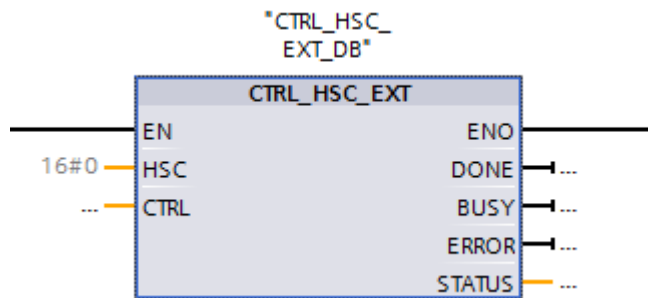 "CTRL_HSC_
EXT_DB"
CTRL_HSC_EXT
EN ENO
16#0 HSC DONE ...
... CTRL BUSY ...
ERROR ...
STATUS ...